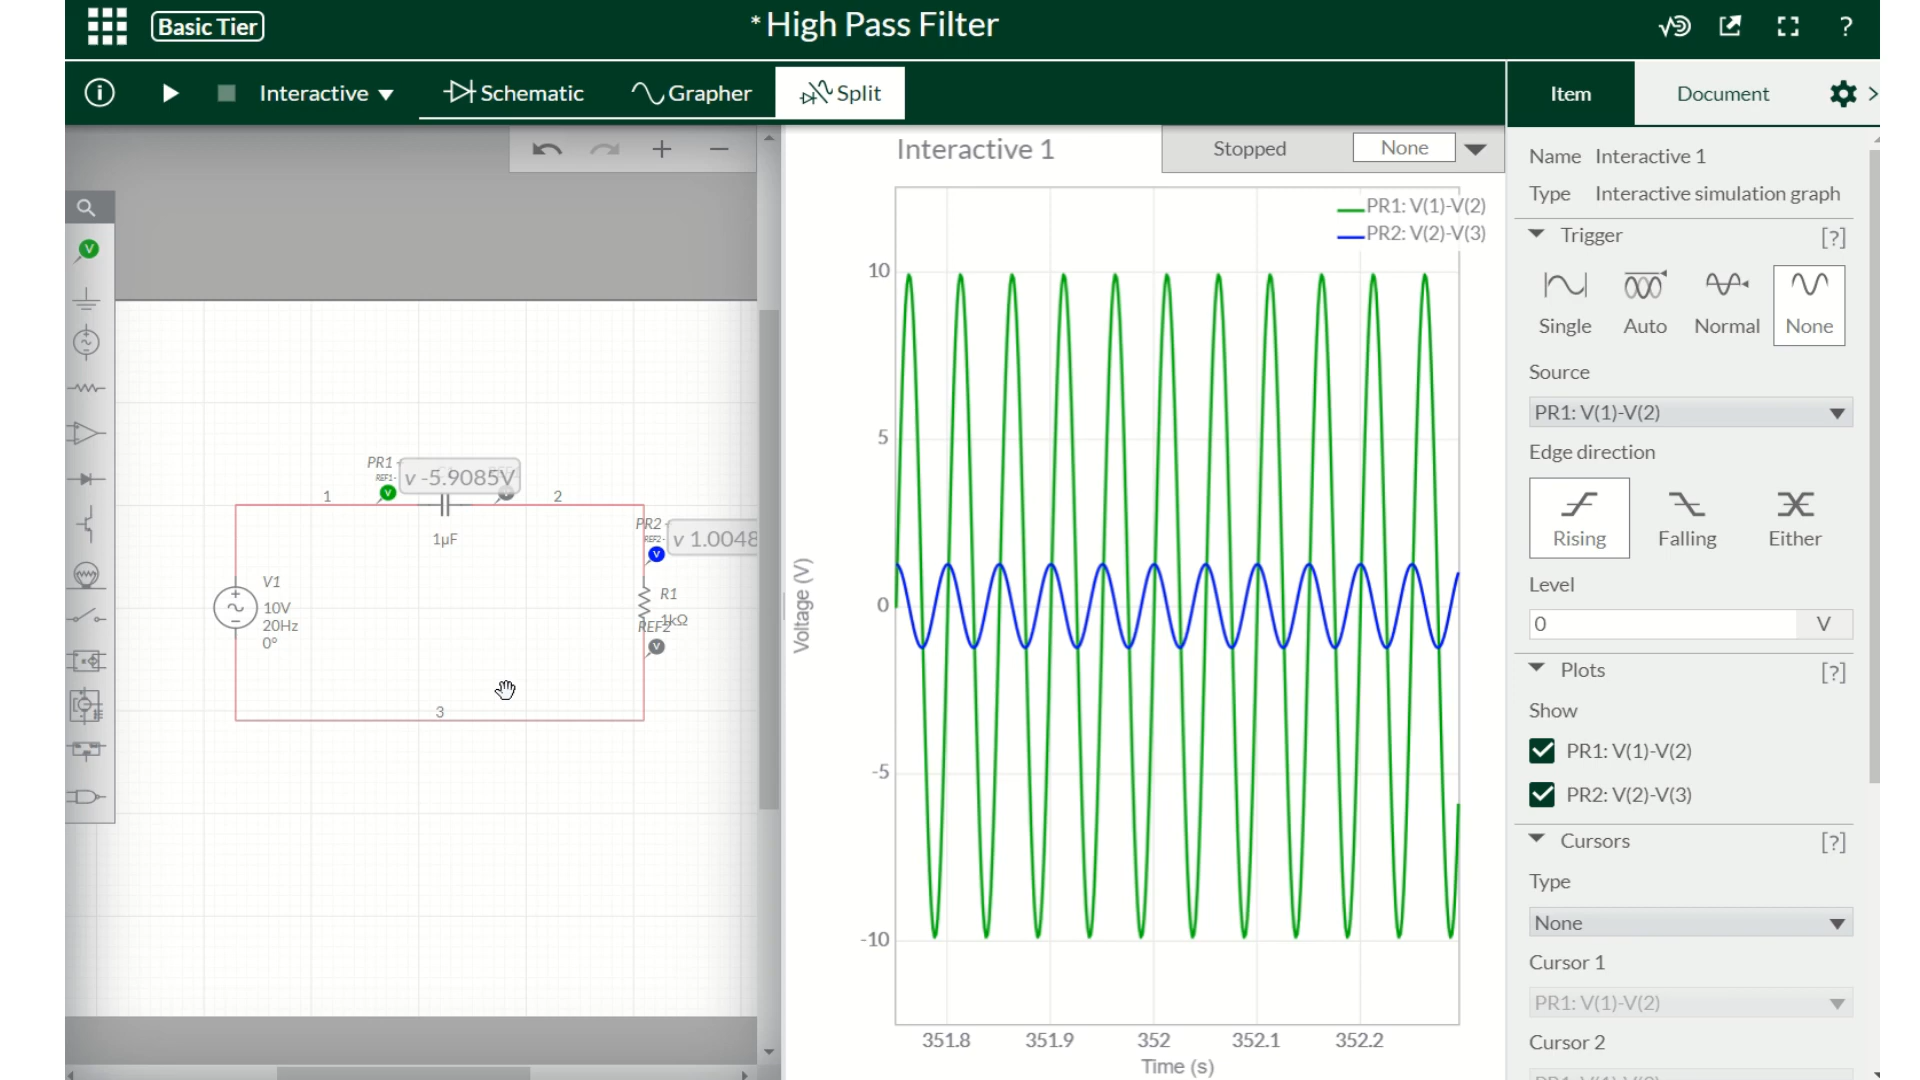 Basic Tier
*High Pass Filter
?
Interactive
Schematic
Grapher
Split
Item
Document
Interactive 1
Stopped
None
Name Interactive 1
Type Interactive simulation graph
PR1: V(1)-V(2)
PR2: V(2)-V(3)
Trigger [?]
Single
Auto
Normal
None
Source
PR1: V(1)-V(2)
Edge direction
Rising
Falling
Either
Level
0 V
Plots [?]
Show
PR1: V(1)-V(2)
PR2: V(2)-V(3)
Cursors [?]
Type
None
Cursor 1
PR1: V(1)-V(2)
Cursor 2
PR1
REF1
v -5.9085V
V
1
2
1µF
PR2
REF2
v 1.0048
V
V1
10V
20Hz
0°
R1
1kΩ
REF2
V
3
V
Voltage (V)
10
5
0
-5
-10
351.8
351.9
352
352.1
352.2
Time (s)